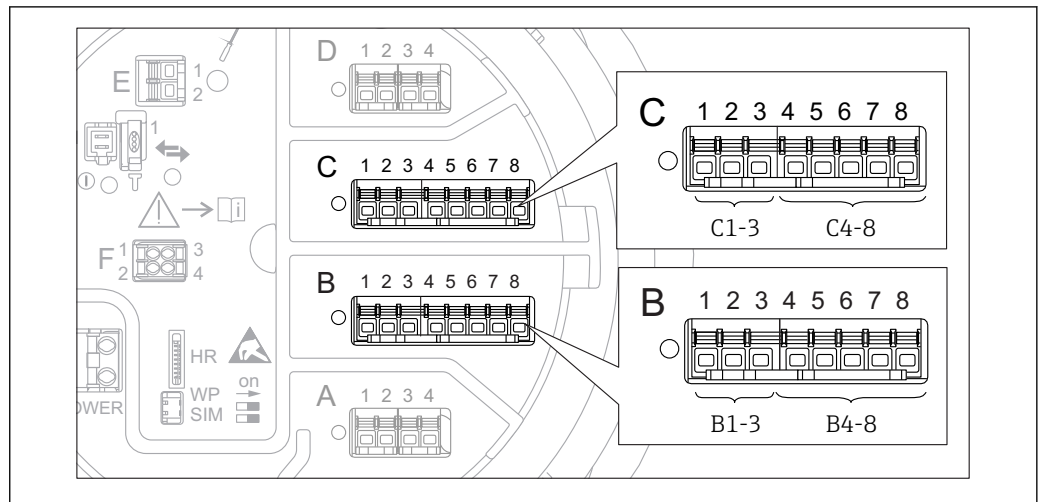 D 1 2 3 4
E 1
2
1
C 1 2 3 4 5 6 7 8
C 1 2 3 4 5 6 7 8
C1-3 C4-8
F 1 3
2 4
B 1 2 3 4 5 6 7 8
B 1 2 3 4 5 6 7 8
B1-3 B4-8
HR
WP
SIM
on
OWER
A 1 2 3 4